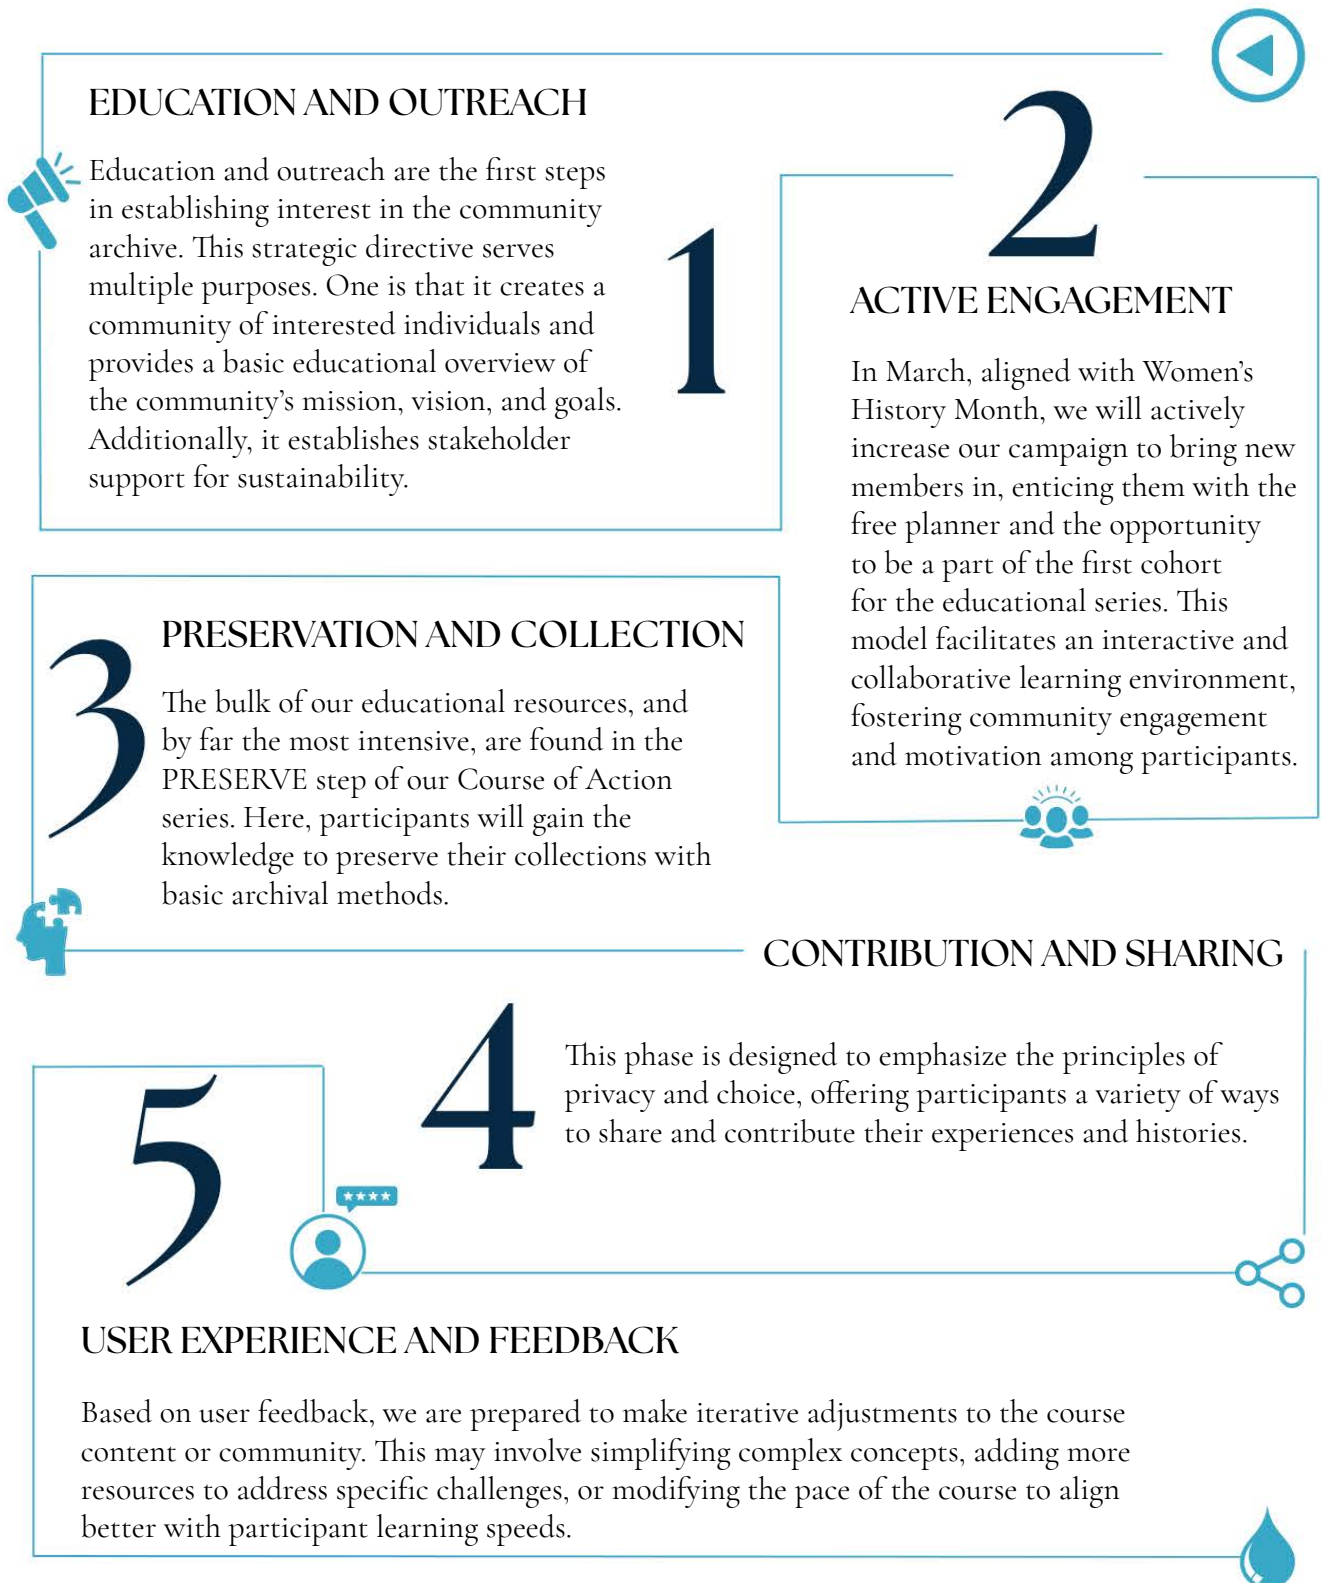 EDUCATION AND OUTREACH
Education and outreach are the first steps
in establishing interest in the community
archive. This strategic directive serves
multiple purposes. One is that it creates a
community of interested individuals and
provides a basic educational overview of
the community's mission, vision, and goals.
Additionally, it establishes stakeholder
support for sustainability.
1
2
ACTIVE ENGAGEMENT
In March, aligned with Women's
History Month, we will actively
increase our campaign to bring new
members in, enticing them with the
free planner and the opportunity
to be a part of the first cohort
for the educational series. This
model facilitates an interactive and
collaborative learning environment,
fostering community engagement
and motivation among participants.
3
PRESERVATION AND COLLECTION
The bulk of our educational resources, and
by far the most intensive, are found in the
PRESERVE step of our Course of Action
series. Here, participants will gain the
knowledge to preserve their collections with
basic archival methods.
CONTRIBUTION AND SHARING
4
This phase is designed to emphasize the principles of
privacy and choice, offering participants a variety of ways
to share and contribute their experiences and histories.
5
USER EXPERIENCE AND FEEDBACK
Based on user feedback, we are prepared to make iterative adjustments to the course
content or community. This may involve simplifying complex concepts, adding more
resources to address specific challenges, or modifying the pace of the course to align
better with participant learning speeds.